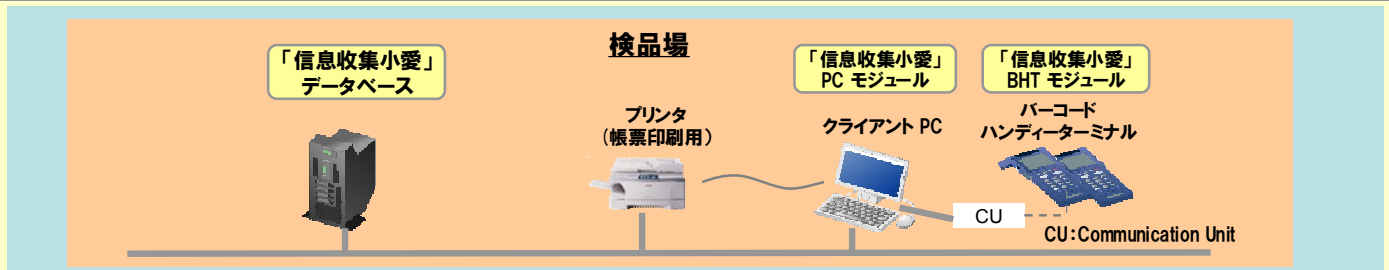 検品場
「信息収集小愛」
データベース
「信息収集小愛」
PC モジュール
「信息収集小愛」
BHT モジュール
プリンタ
（帳票印刷用）
クライアント PC
バーコード
ハンディーターミナル
CU
CU：Communication Unit